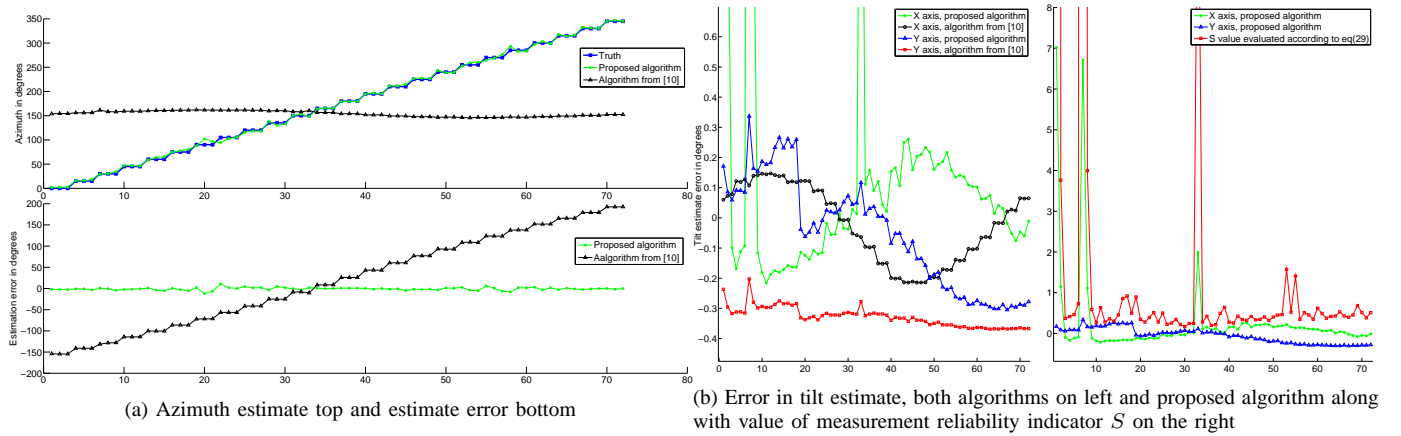 350
300
250
200
150
100
50
0
0 10 20 30 40 50 60 70 80
Azimuth in degrees
Truth
Proposed algorithm
Algorithm from [10]
200
150
100
50
0
−50
−100
−150
−200
0 10 20 30 40 50 60 70 80
Estimation error in degrees
Proposed algorithm
Aalgorithm from [10]
(a) Azimuth estimate top and estimate error bottom
0.6
0.5
0.4
0.3
0.2
0.1
0
−0.1
−0.2
−0.3
−0.4
0 10 20 30 40 50 60 70
Tilt estimate error in degrees
X axis, proposed algorithm
X axis, algorithm from [10]
Y axis, proposed algorithm
Y axis, algorithm from [10]
8
7
6
5
4
3
2
1
0
0 10 20 30 40 50 60 70
X axis, proposed algorithm
Y axis, proposed algorithm
S value evaluated according to eq(29)
(b) Error in tilt estimate, both algorithms on left and proposed algorithm along
with value of measurement reliability indicator S on the right